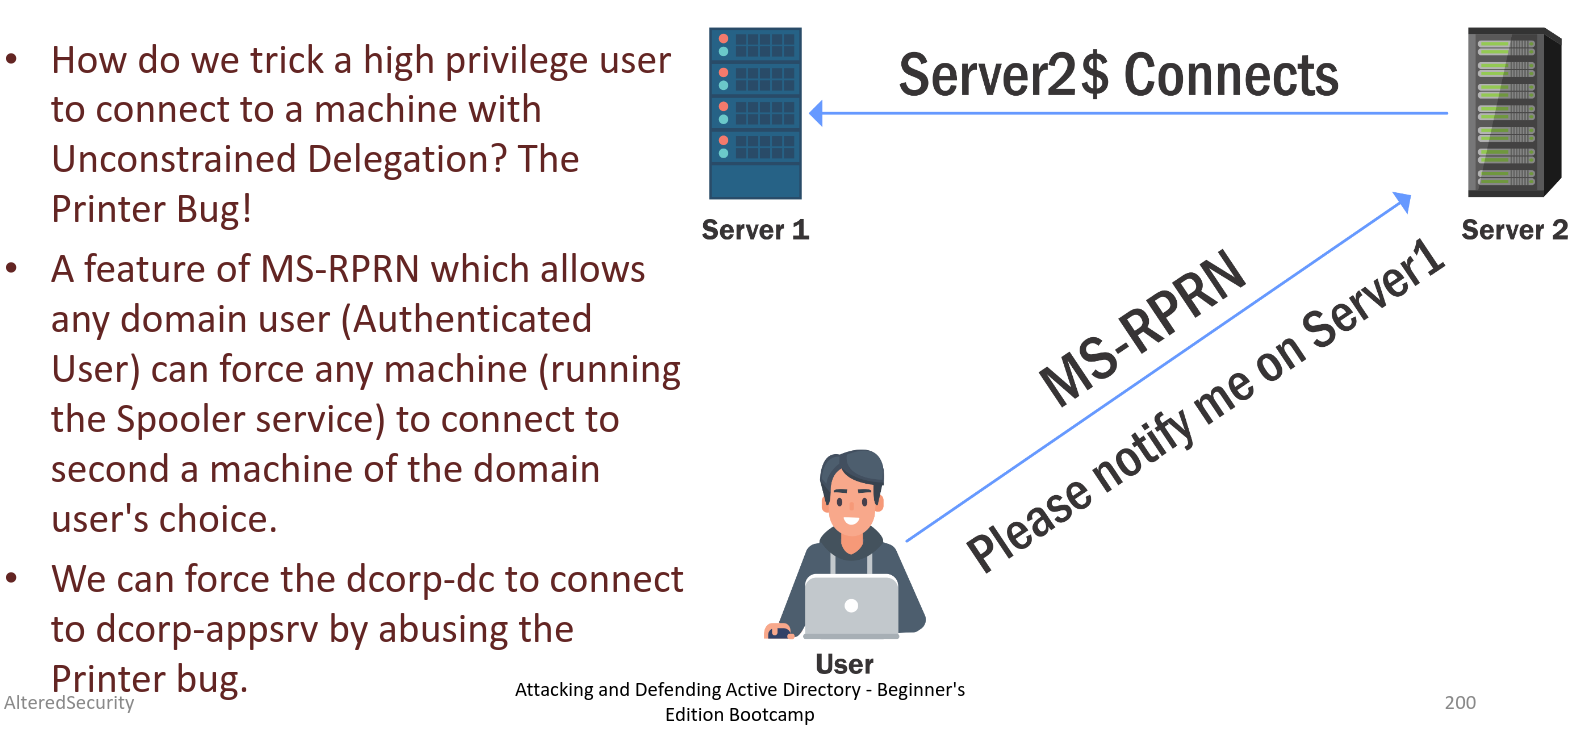 • How do we trick a high privilege user
to connect to a machine with
Unconstrained Delegation? The
Printer Bug!
• A feature of MS-RPRN which allows
any domain user (Authenticated
User) can force any machine (running
the Spooler service) to connect to
second a machine of the domain
user's choice.
• We can force the dcorp-dc to connect
to dcorp-appsrv by abusing the
Printer bug.
Server2$ Connects
Server 1
Server 2
MS-RPRN
Please notify me on Server1
User
AlteredSecurity
Attacking and Defending Active Directory - Beginner's
Edition Bootcamp
200